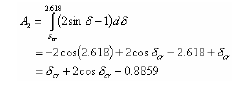 A₂ = ∫_{δ_cr}^{2.618} (2 sin δ – 1)dδ
= –2 cos(2.618) + 2 cos δ_cr – 2.618 + δ_cr
= δ_cr + 2 cos δ_cr – 0.8859